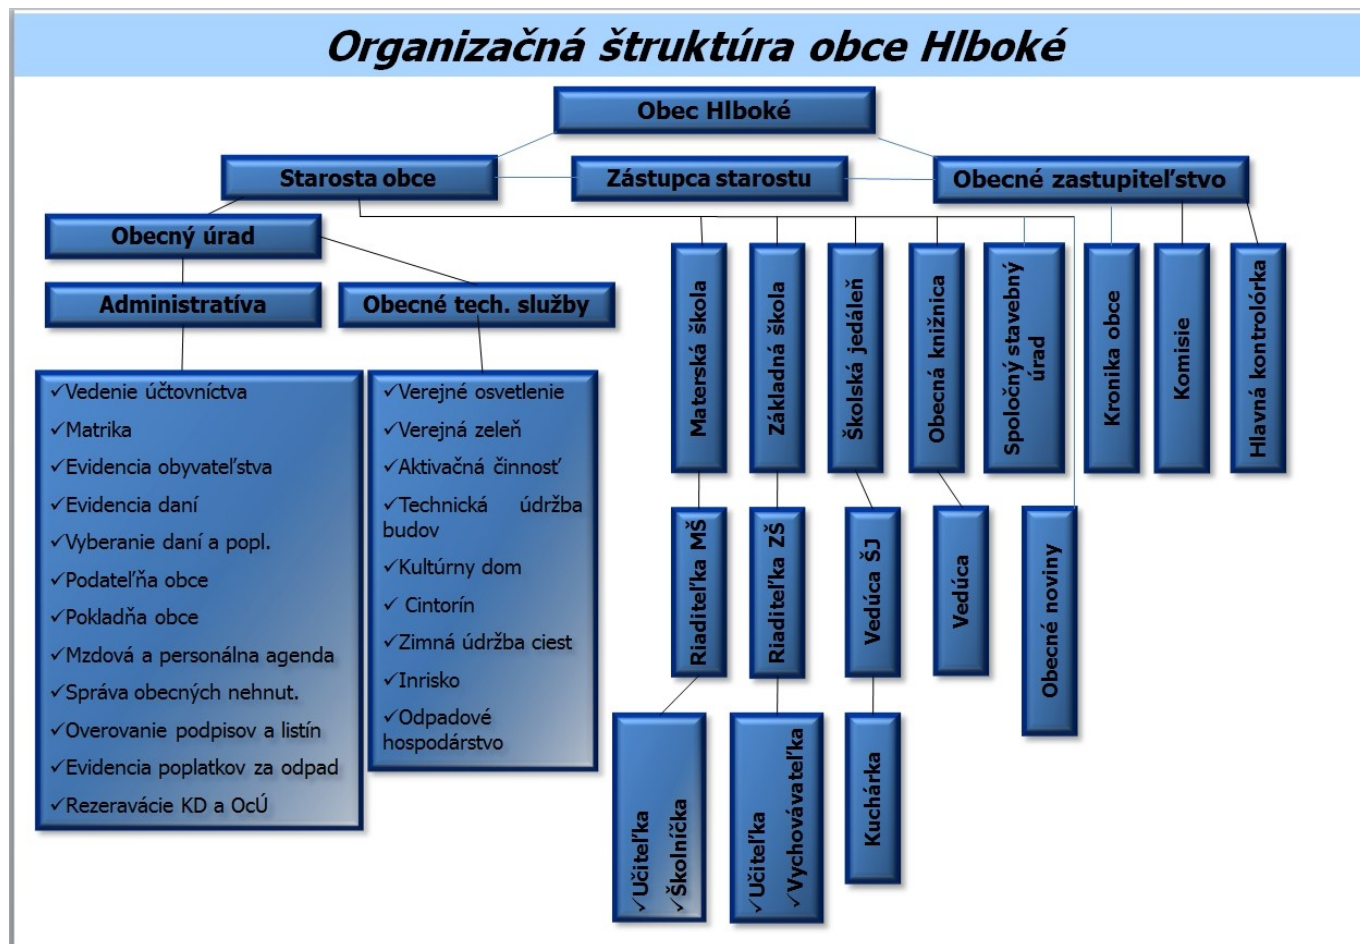 Organizačná štruktúra obce Hlboké
Obec Hlboké
Starosta obce
Zástupca starostu
Obecné zastupiteľstvo
Obecný úrad
Administratíva
Obecné tech. služby
✓Vedenie účtovníctva
✓Matrika
✓Evidencia obyvateľstva
✓Evidencia daní
✓Vyberanie daní a popl.
✓Podateľňa obce
✓Pokladňa obce
✓Mzdová a personálna agenda
✓Správa obecných nehnut.
✓Overovanie podpisov a listín
✓Evidencia poplatkov za odpad
✓Rezeravácie KD a OcÚ
✓Verejné osvetlenie
✓Verejná zeleň
✓Aktivačná činnosť
✓Technická údržba
budov
✓Kultúrny dom
✓ Cintorín
✓Zimná údržba ciest
✓Inrisko
✓Odpadové
hospodárstvo
Materská škola
Základná škola
Školská jedáleň
Obecná knižnica
Spoločný stavebný
úrad
Kronika obce
Komisie
Hlavná kontrolórka
Riaditeľka MŠ
Riaditeľka ZŠ
Vedúca ŠJ
Vedúca
Obecné noviny
✓Učiteľka
✓Školníčka
✓Učiteľka
✓Vychovávateľka
Kuchárka